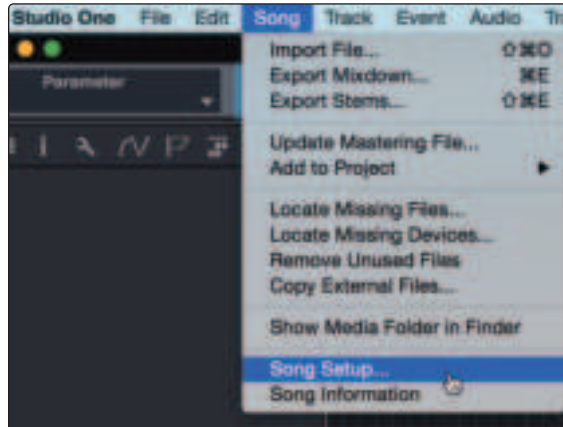 Studio One File Edit Song Track Event Audio Tr
Parameter
Import File... ⇧⌘O
Export Mixdown... ⌘E
Export Stems... ⇧⌘E
Update Mastering File...
Add to Project
Locate Missing Files...
Locate Missing Devices...
Remove Unused Files
Copy External Files...
Show Media Folder in Finder
Song Setup...
Song Information